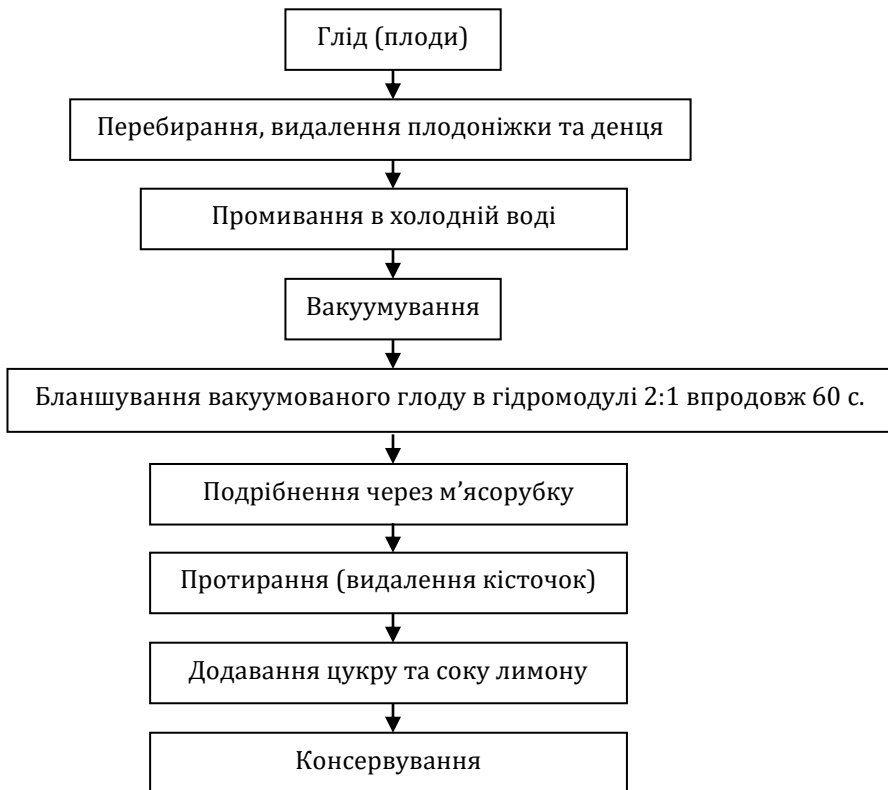 Глід (плоди)
Перебирання, видалення плодоніжки та денця
Промивання в холодній воді
Вакуумування
Бланшування вакуумованого глоду в гідромодулі 2:1 впродовж 60 с.
Подрібнення через м’ясорубку
Протирання (видалення кісточок)
Додавання цукру та соку лимону
Консервування